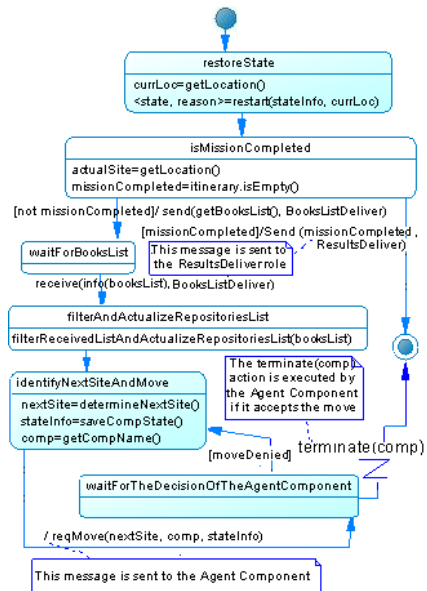 restoreState
currLoc=getLocation()
<state, reason>=restart(stateInfo, currLoc)
isMissionCompleted
actualSite=getLocation()
missionCompleted=itinerary.isEmpty()
[not missionCompleted]/ send(getBooksList(), BooksListDeliver)
[missionCompleted]/Send (missionCompleted ,
ResultsDeliver)
waitForBooksList
This message is sent to
the ResultsDeliver role
receive(info(booksList),BooksListDeliver)
filterAndActualizeRepositoriesList
filterReceivedListAndActualizeRepositoriesList(booksList)
identifyNextSiteAndMove
nextSite=determineNextSite()
stateInfo=saveCompState()
comp=getCompName()
The terminate(comp)
action is executed by
the Agent Component
if it accepts the move
terminate(comp)
[moveDenied]
waitForTheDecisionOfTheAgentComponent
/ reqMove(nextSite, comp, stateInfo)
This message is sent to the Agent Component